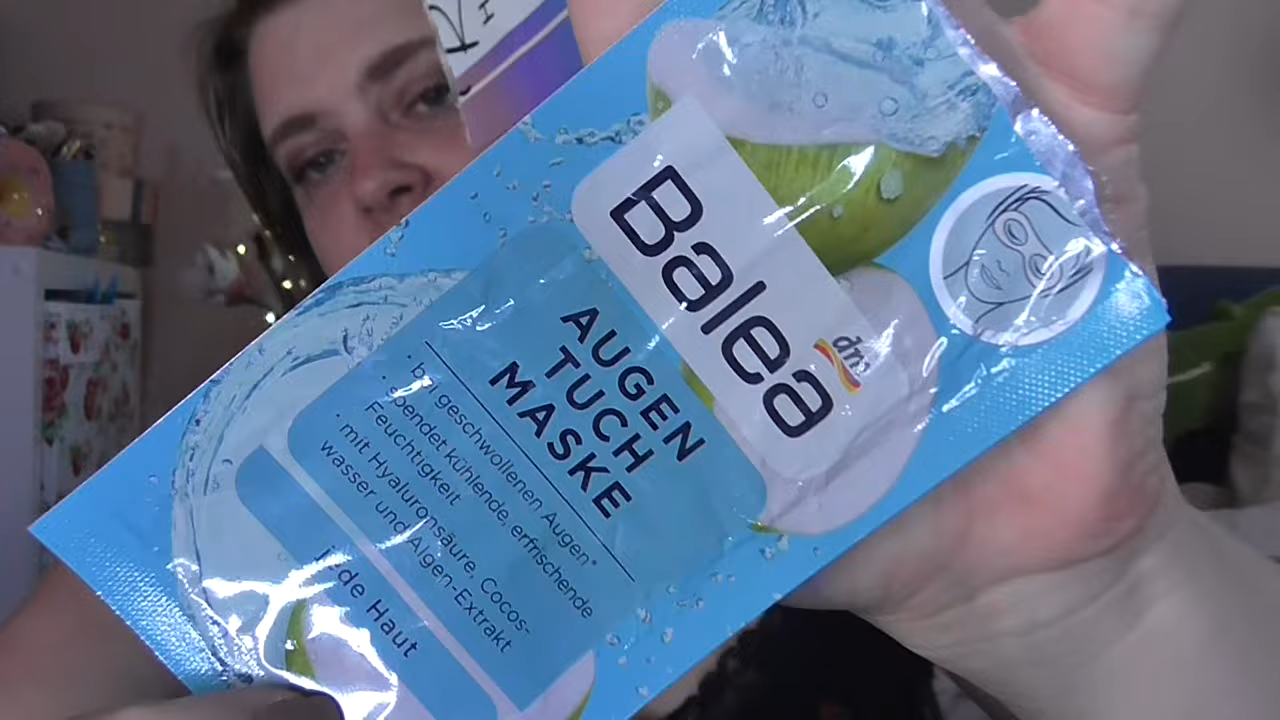 Balea
dm
AUGEN
TUCH
MASKE
• bei geschwollenen Augen*
• spendet kühlende, erfrischende
Feuchtigkeit
• mit Hyaluronsäure, Cocos-
wasser und Algen-Extrakt
Jede Haut